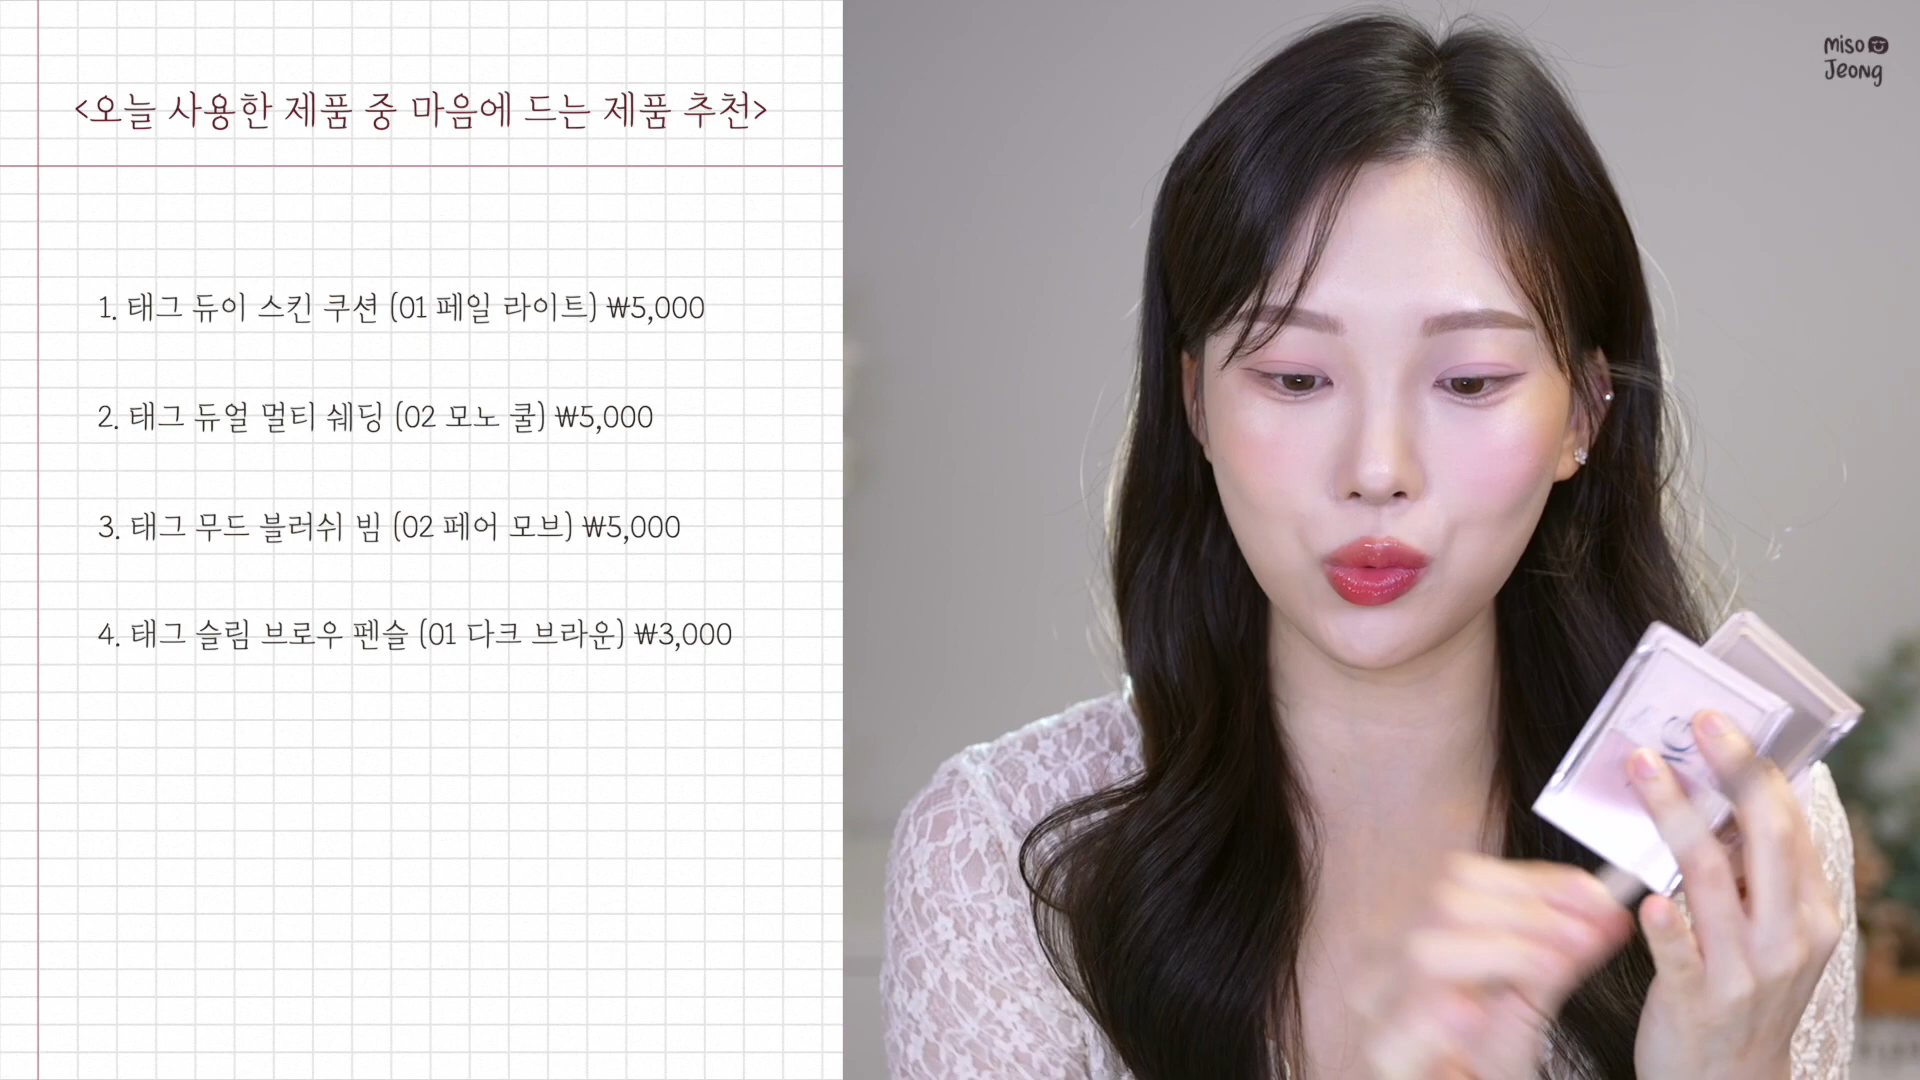 <오늘 사용한 제품 중 마음에 드는 제품 추천>
1. 태그 듀이 스킨 쿠션 (01 페일 라이트) ₩5,000
2. 태그 듀얼 멀티 쉐딩 (02 모노 쿨) ₩5,000
3. 태그 무드 블러쉬 빔 (02 페어 모브) ₩5,000
4. 태그 슬림 브로우 펜슬 (01 다크 브라운) ₩3,000
miso
Jeong